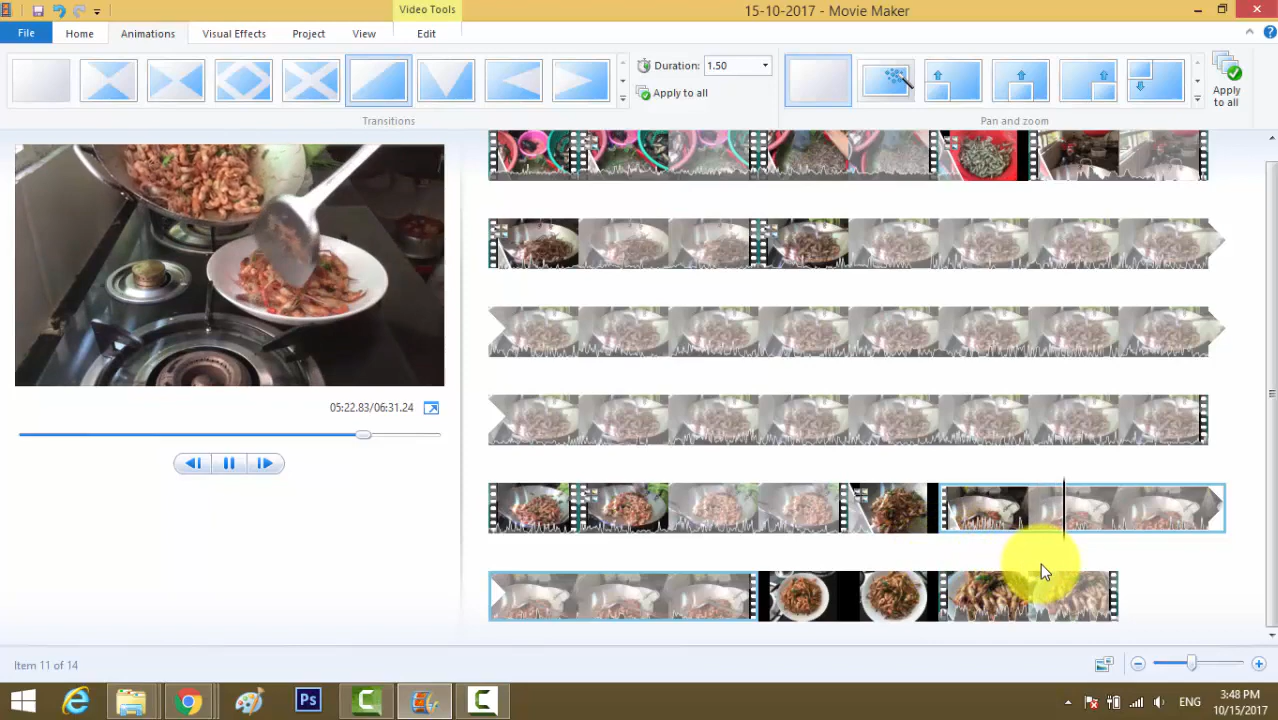 Video Tools
15-10-2017 - Movie Maker
File
Home
Animations
Visual Effects
Project
View
Edit
Duration: 1.50
Apply to all
Apply to all
Transitions
Pan and zoom
05:22.83/06:31.24
Item 11 of 14
Ps
ENG
3:48 PM
10/15/2017